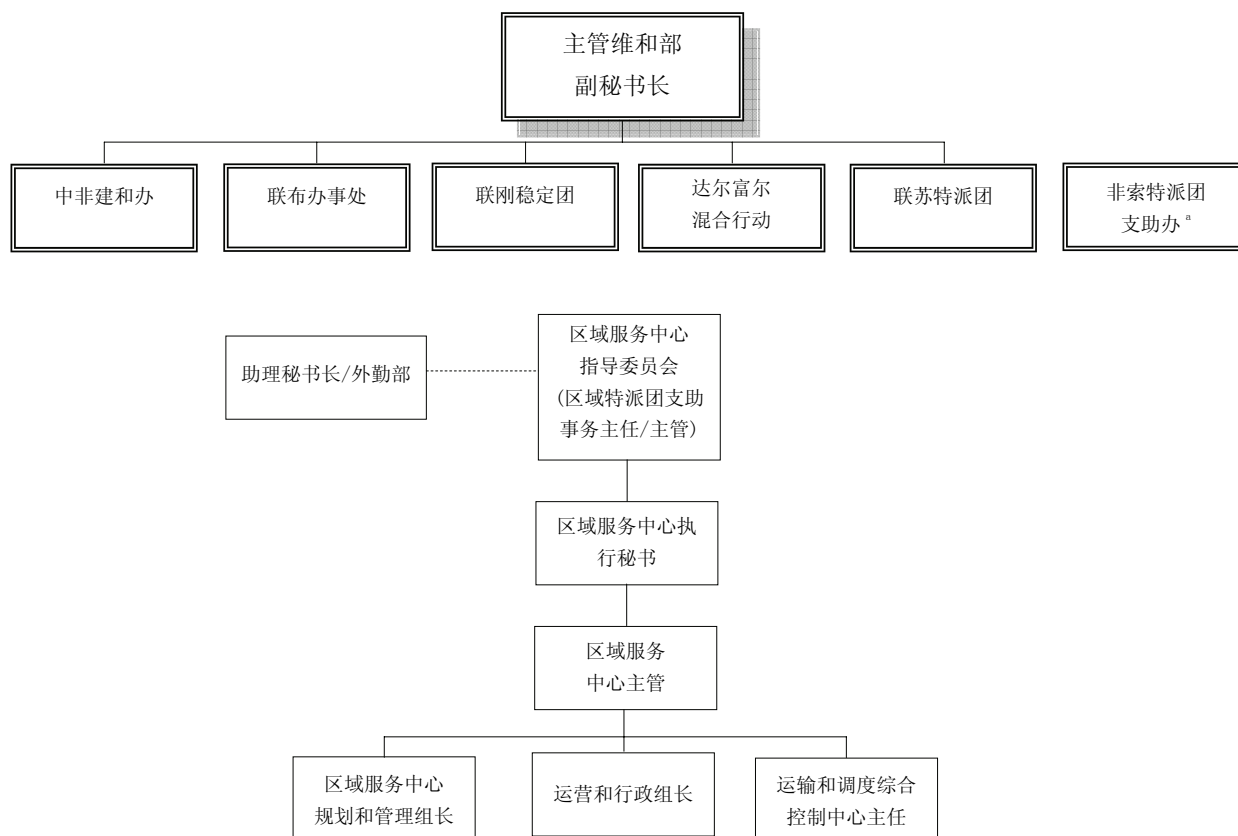 主管维和部
副秘书长
中非建和办
联布办事处
联刚稳定团
达尔富尔
混合行动
联苏特派团
非索特派团
支助办 a
助理秘书长/外勤部
区域服务中心
指导委员会
(区域特派团支助
事务主任/主管)
区域服务中心执
行秘书
区域服务
中心主管
区域服务中心
规划和管理组长
运营和行政组长
运输和调度综合
控制中心主任